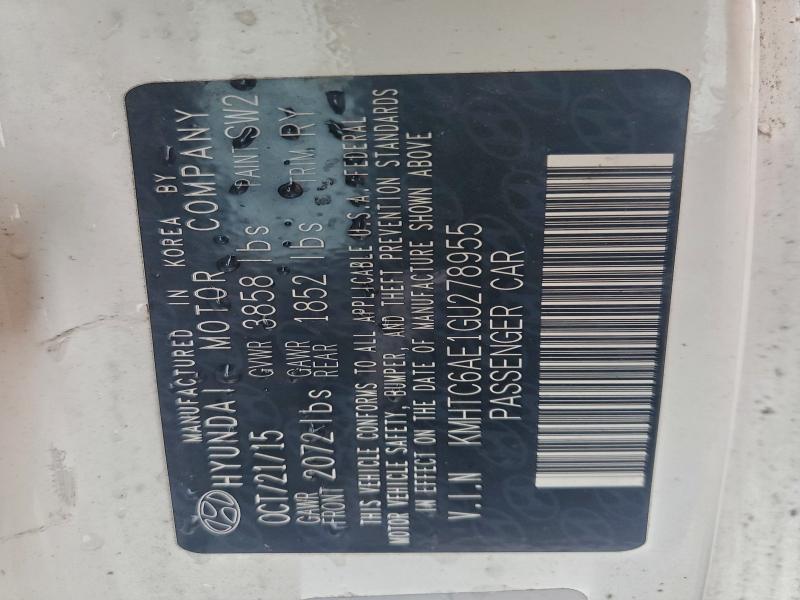 MANUFACTURED IN KOREA BY
HYUNDAI MOTOR COMPANY
OCT/21/15 GVWR 3858 lbs PAINT SW2
GAWR FRONT 2072 lbs GAWR REAR 1852 lbs TRIM RY
THIS VEHICLE CONFORMS TO ALL APPLICABLE U.S.A. FEDERAL
MOTOR VEHICLE SAFETY, BUMPER, AND THEFT PREVENTION STANDARDS
IN EFFECT ON THE DATE OF MANUFACTURE SHOWN ABOVE
V.I.N KMHTC6AE1GU278955
PASSENGER CAR